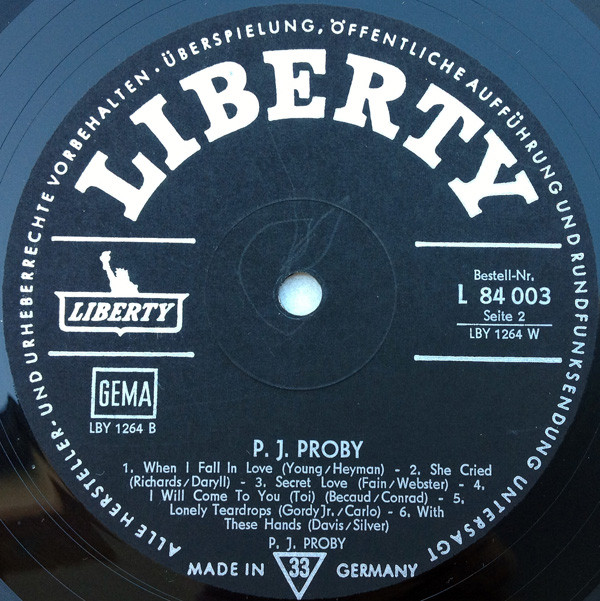 ALLE HERSTELLER- UND URHEBERRECHTE VORBEHALTEN · ÜBERSPIELUNG, ÖFFENTLICHE AUFFÜHRUNG UND RUNDFUNKSENDUNG UNTERSAGT
LIBERTY
LIBERTY
Bestell-Nr.
L 84 003
Seite 2
LBY 1264 W
GEMA
LBY 1264 B
P. J. PROBY
1. When I Fall In Love (Young/Heyman) - 2. She Cried
(Richards/Daryll) - 3. Secret Love (Fain/Webster) - 4.
I Will Come To You (Toi) (Becaud/Conrad) - 5.
Lonely Teardrops (Gordy Jr./Carlo) - 6. With
These Hands (Davis/Silver)
P. J. PROBY
MADE IN 33 GERMANY